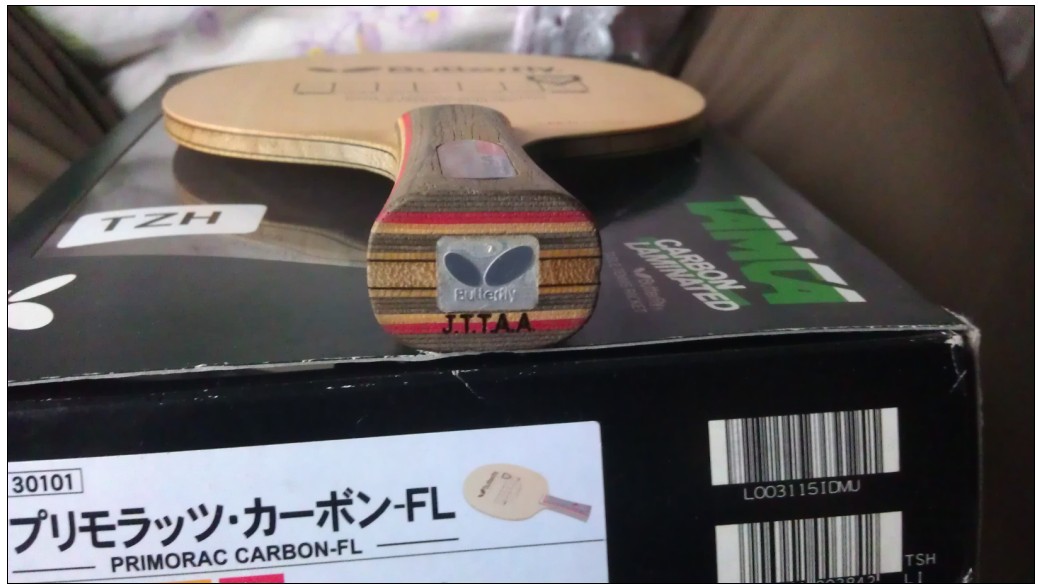 Butterfly
TZH
TAMCA
CARBON
LAMINATED
Butterfly
J.T.T.A.A.
30101
プリモラッツ・カーボン-FL
PRIMORAC CARBON-FL
L003115IDMU
TSH